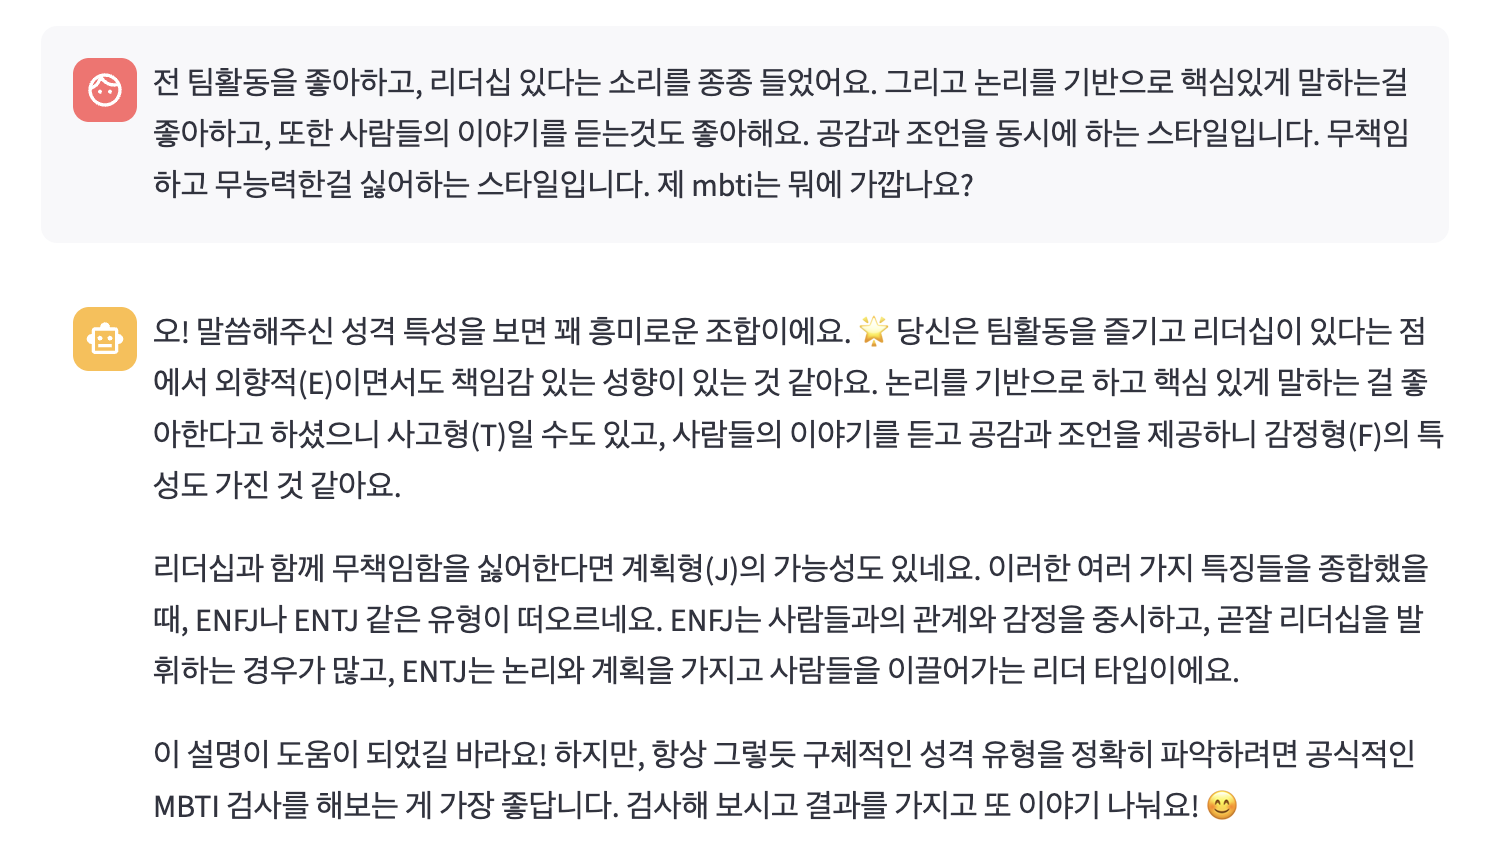 전 팀활동을 좋아하고, 리더십 있다는 소리를 종종 들었어요. 그리고 논리를 기반으로 핵심있게 말하는걸
좋아하고, 또한 사람들의 이야기를 듣는것도 좋아해요. 공감과 조언을 동시에 하는 스타일입니다. 무책임
하고 무능력한걸 싫어하는 스타일입니다. 제 mbti는 뭐에 가깝나요?
오! 말씀해주신 성격 특성을 보면 꽤 흥미로운 조합이에요. 🌟 당신은 팀활동을 즐기고 리더십이 있다는 점
에서 외향적(E)이면서도 책임감 있는 성향이 있는 것 같아요. 논리를 기반으로 하고 핵심 있게 말하는 걸 좋
아한다고 하셨으니 사고형(T)일 수도 있고, 사람들의 이야기를 듣고 공감과 조언을 제공하니 감정형(F)의 특
성도 가진 것 같아요.
리더십과 함께 무책임함을 싫어한다면 계획형(J)의 가능성도 있네요. 이러한 여러 가지 특징들을 종합했을
때, ENFJ나 ENTJ 같은 유형이 떠오르네요. ENFJ는 사람들과의 관계와 감정을 중시하고, 곧잘 리더십을 발
휘하는 경우가 많고, ENTJ는 논리와 계획을 가지고 사람들을 이끌어가는 리더 타입이에요.
이 설명이 도움이 되었길 바라요! 하지만, 항상 그렇듯 구체적인 성격 유형을 정확히 파악하려면 공식적인
MBTI 검사를 해보는 게 가장 좋답니다. 검사해 보시고 결과를 가지고 또 이야기 나눠요! 😊